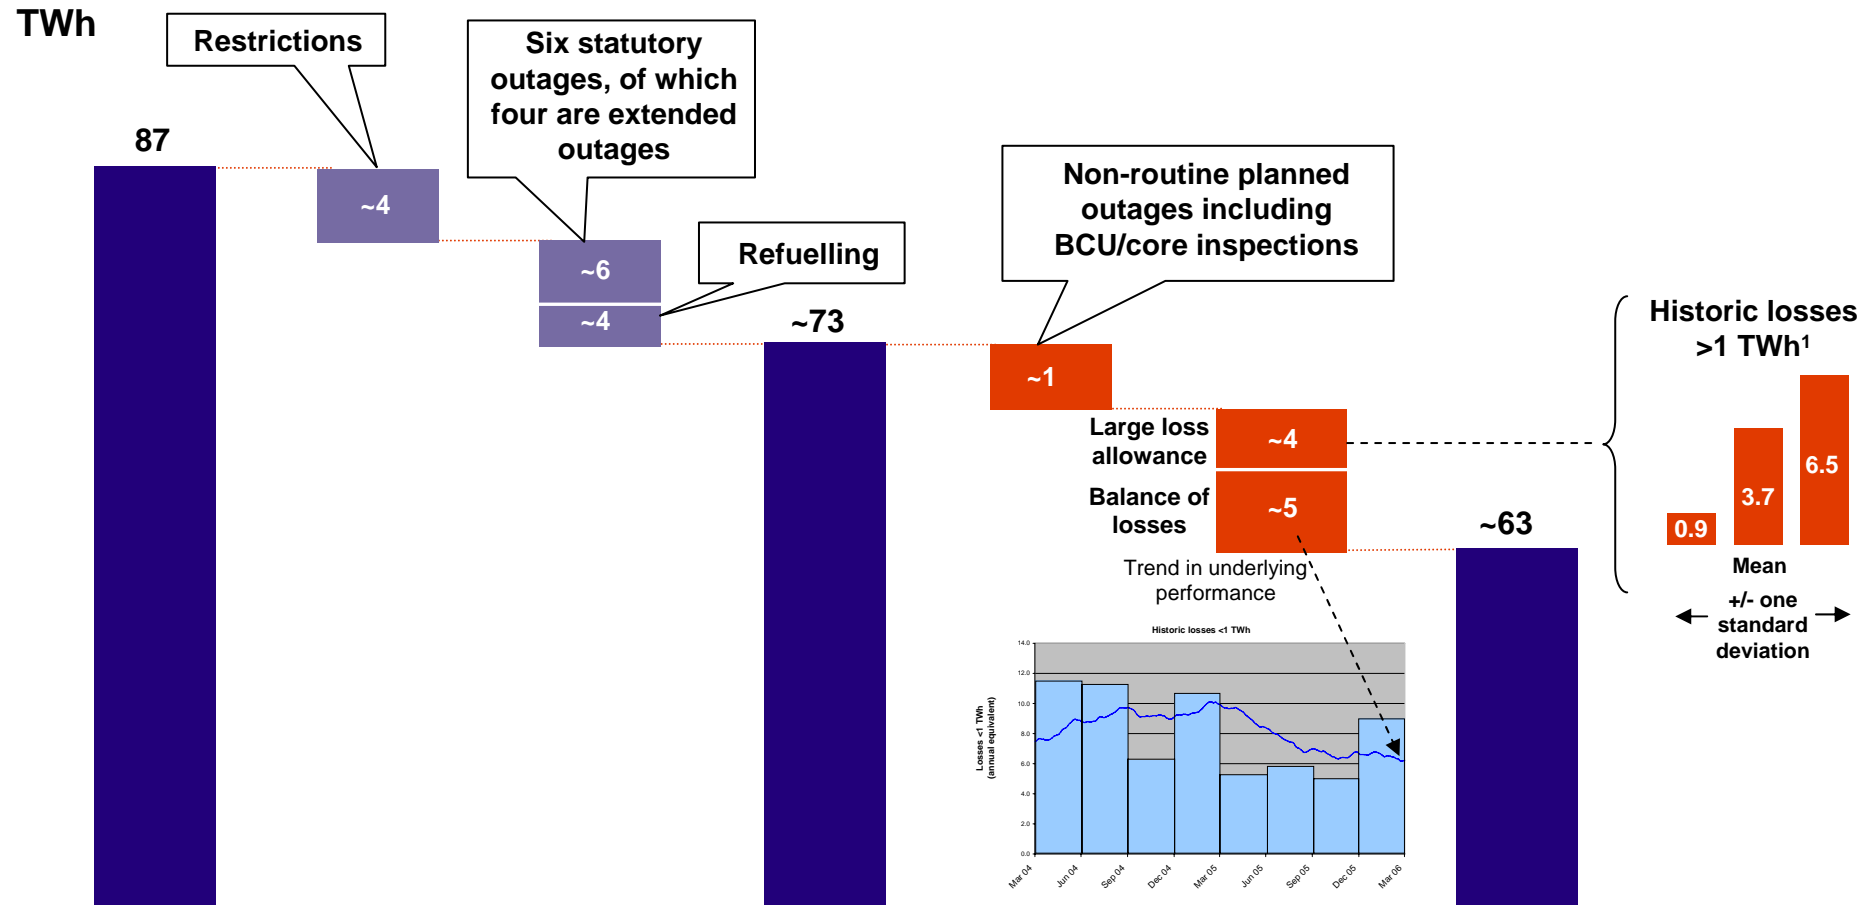 TWh
Restrictions
Six statutory
outages, of which
four are extended
outages
87
~4
~6
~4
Refuelling
~73
Non-routine planned
outages including
BCU/core inspections
~1
Large loss
allowance
~4
Balance of
losses
~5
~63
Historic losses
>1 TWh¹
0.9
3.7
6.5
Mean
+/- one
standard
deviation
Trend in underlying
performance
Historic losses <1 TWh
Losses <1 TWh
(annual equivalent)
14.0
12.0
10.0
8.0
6.0
4.0
2.0
0.0
Mar 04
Jun 04
Sep 04
Dec 04
Mar 05
Jun 05
Sep 05
Dec 05
Mar 06